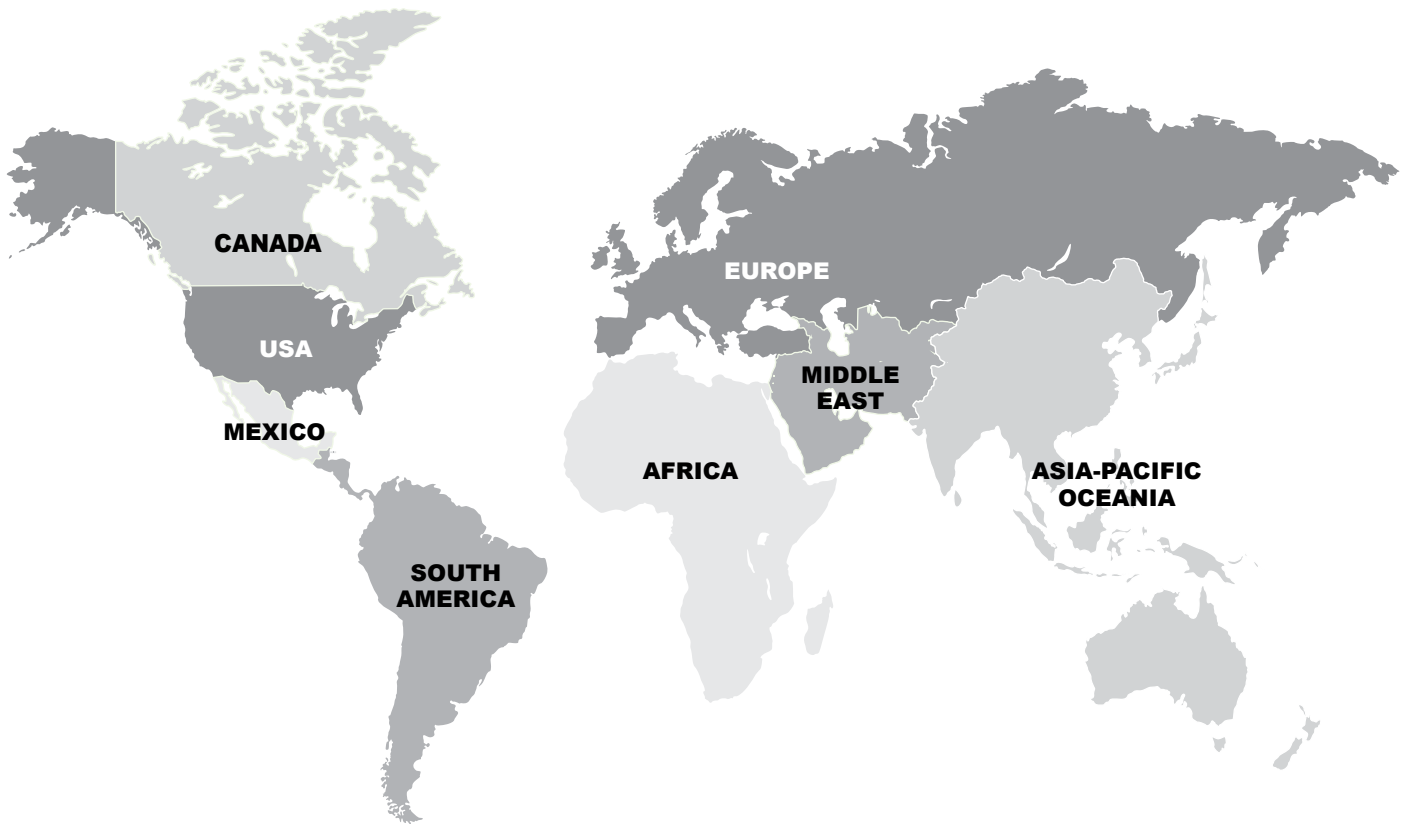 CANADA
EUROPE
USA
MIDDLE
EAST
MEXICO
AFRICA
ASIA-PACIFIC
OCEANIA
SOUTH
AMERICA